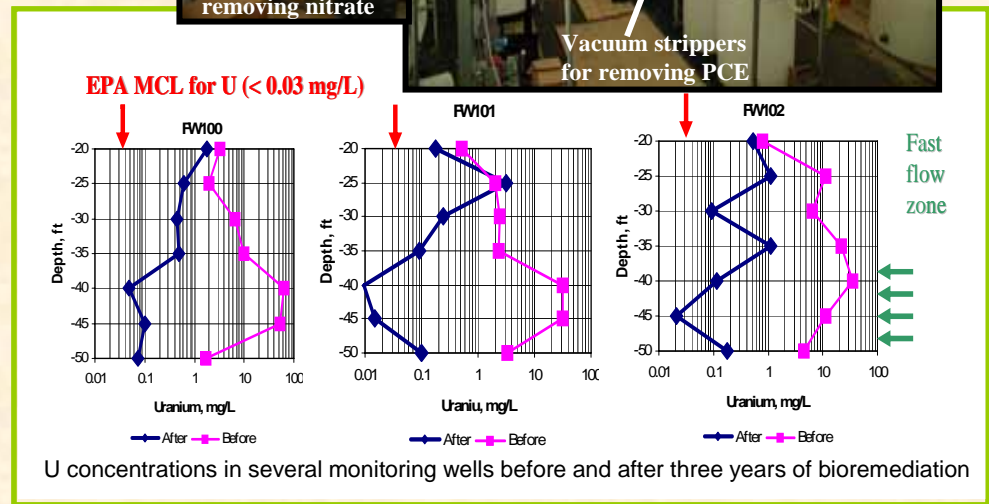 removing nitrate
Vacuum strippers
for removing PCE
EPA MCL for U (< 0.03 mg/L)
FW100
-20
-25
-30
-35
-40
-45
-50
Depth, ft
0.01 0.1 1 10 100
Uranium, mg/L
After Before
FW101
-20
-25
-30
-35
-40
-45
-50
Depth, ft
0.01 0.1 1 10 100
Uraniu, mg/L
After Before
FW102
-20
-25
-30
-35
-40
-45
-50
Depth, ft
0.01 0.1 1 10 100
Uranium, mg/L
After Before
Fast
flow
zone
U concentrations in several monitoring wells before and after three years of bioremediation